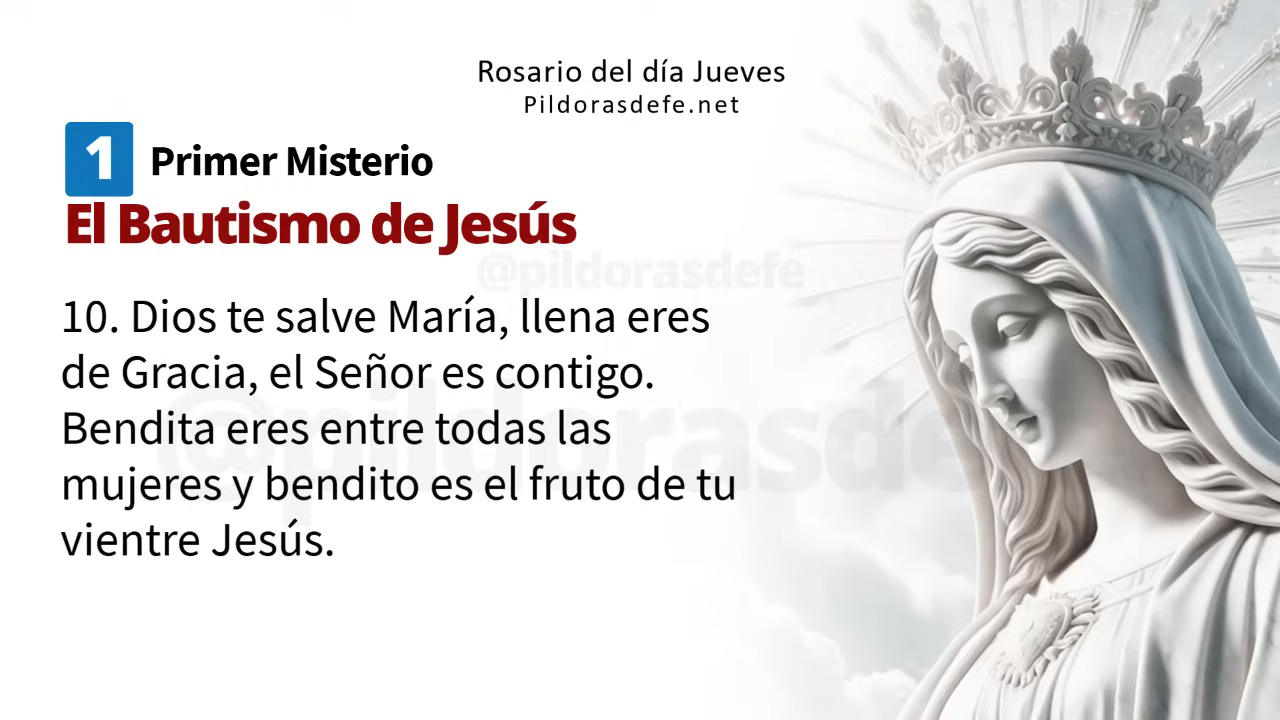 Rosario del día Jueves
Pildorasdefe.net
1 Primer Misterio
El Bautismo de Jesús
@pildorasdefe
10. Dios te salve María, llena eres
de Gracia, el Señor es contigo.
Bendita eres entre todas las
mujeres y bendito es el fruto de tu
vientre Jesús.
@pildorasdefe